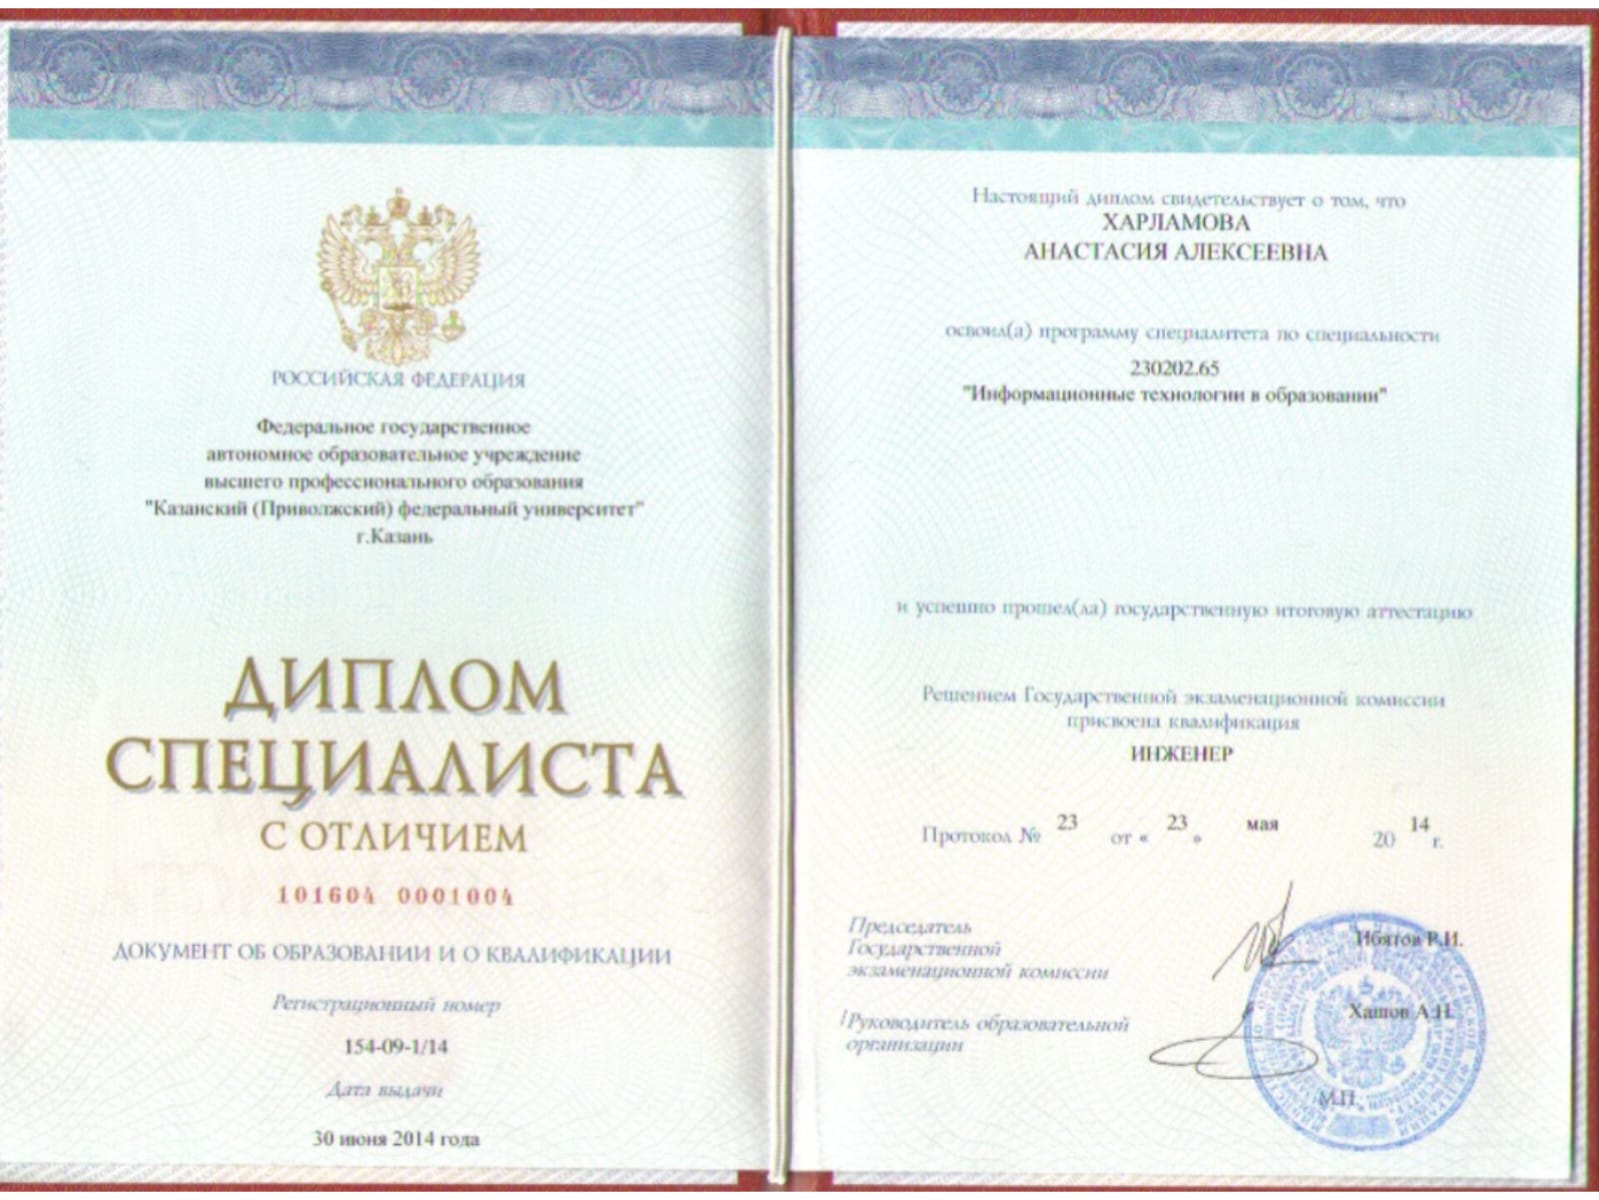 РОССИЙСКАЯ ФЕДЕРАЦИЯ
Федеральное государственное
автономное образовательное учреждение
высшего профессионального образования
"Казанский (Приволжский) федеральный университет"
г.Казань
ДИПЛОМ
СПЕЦИАЛИСТА
С ОТЛИЧИЕМ
101604 0001004
ДОКУМЕНТ ОБ ОБРАЗОВАНИИ И О КВАЛИФИКАЦИИ
Регистрационный номер
154-09-1/14
Дата выдачи
30 июня 2014 года
Настоящий диплом свидетельствует о том, что
ХАРЛАМОВА
АНАСТАСИЯ АЛЕКСЕЕВНА
освоил(а) программу специалитета по специальности
230202.65
"Информационные технологии в образовании"
и успешно прошел(ла) государственную итоговую аттестацию
Решением Государственной экзаменационной комиссии
присвоена квалификация
ИНЖЕНЕР
Протокол № 23 от « 23 » мая 20 14 г.
Председатель
Государственной
экзаменационной комиссии
Ибятов Р.И.
Руководитель образовательной
организации
Хашов А.Н.
М.П.